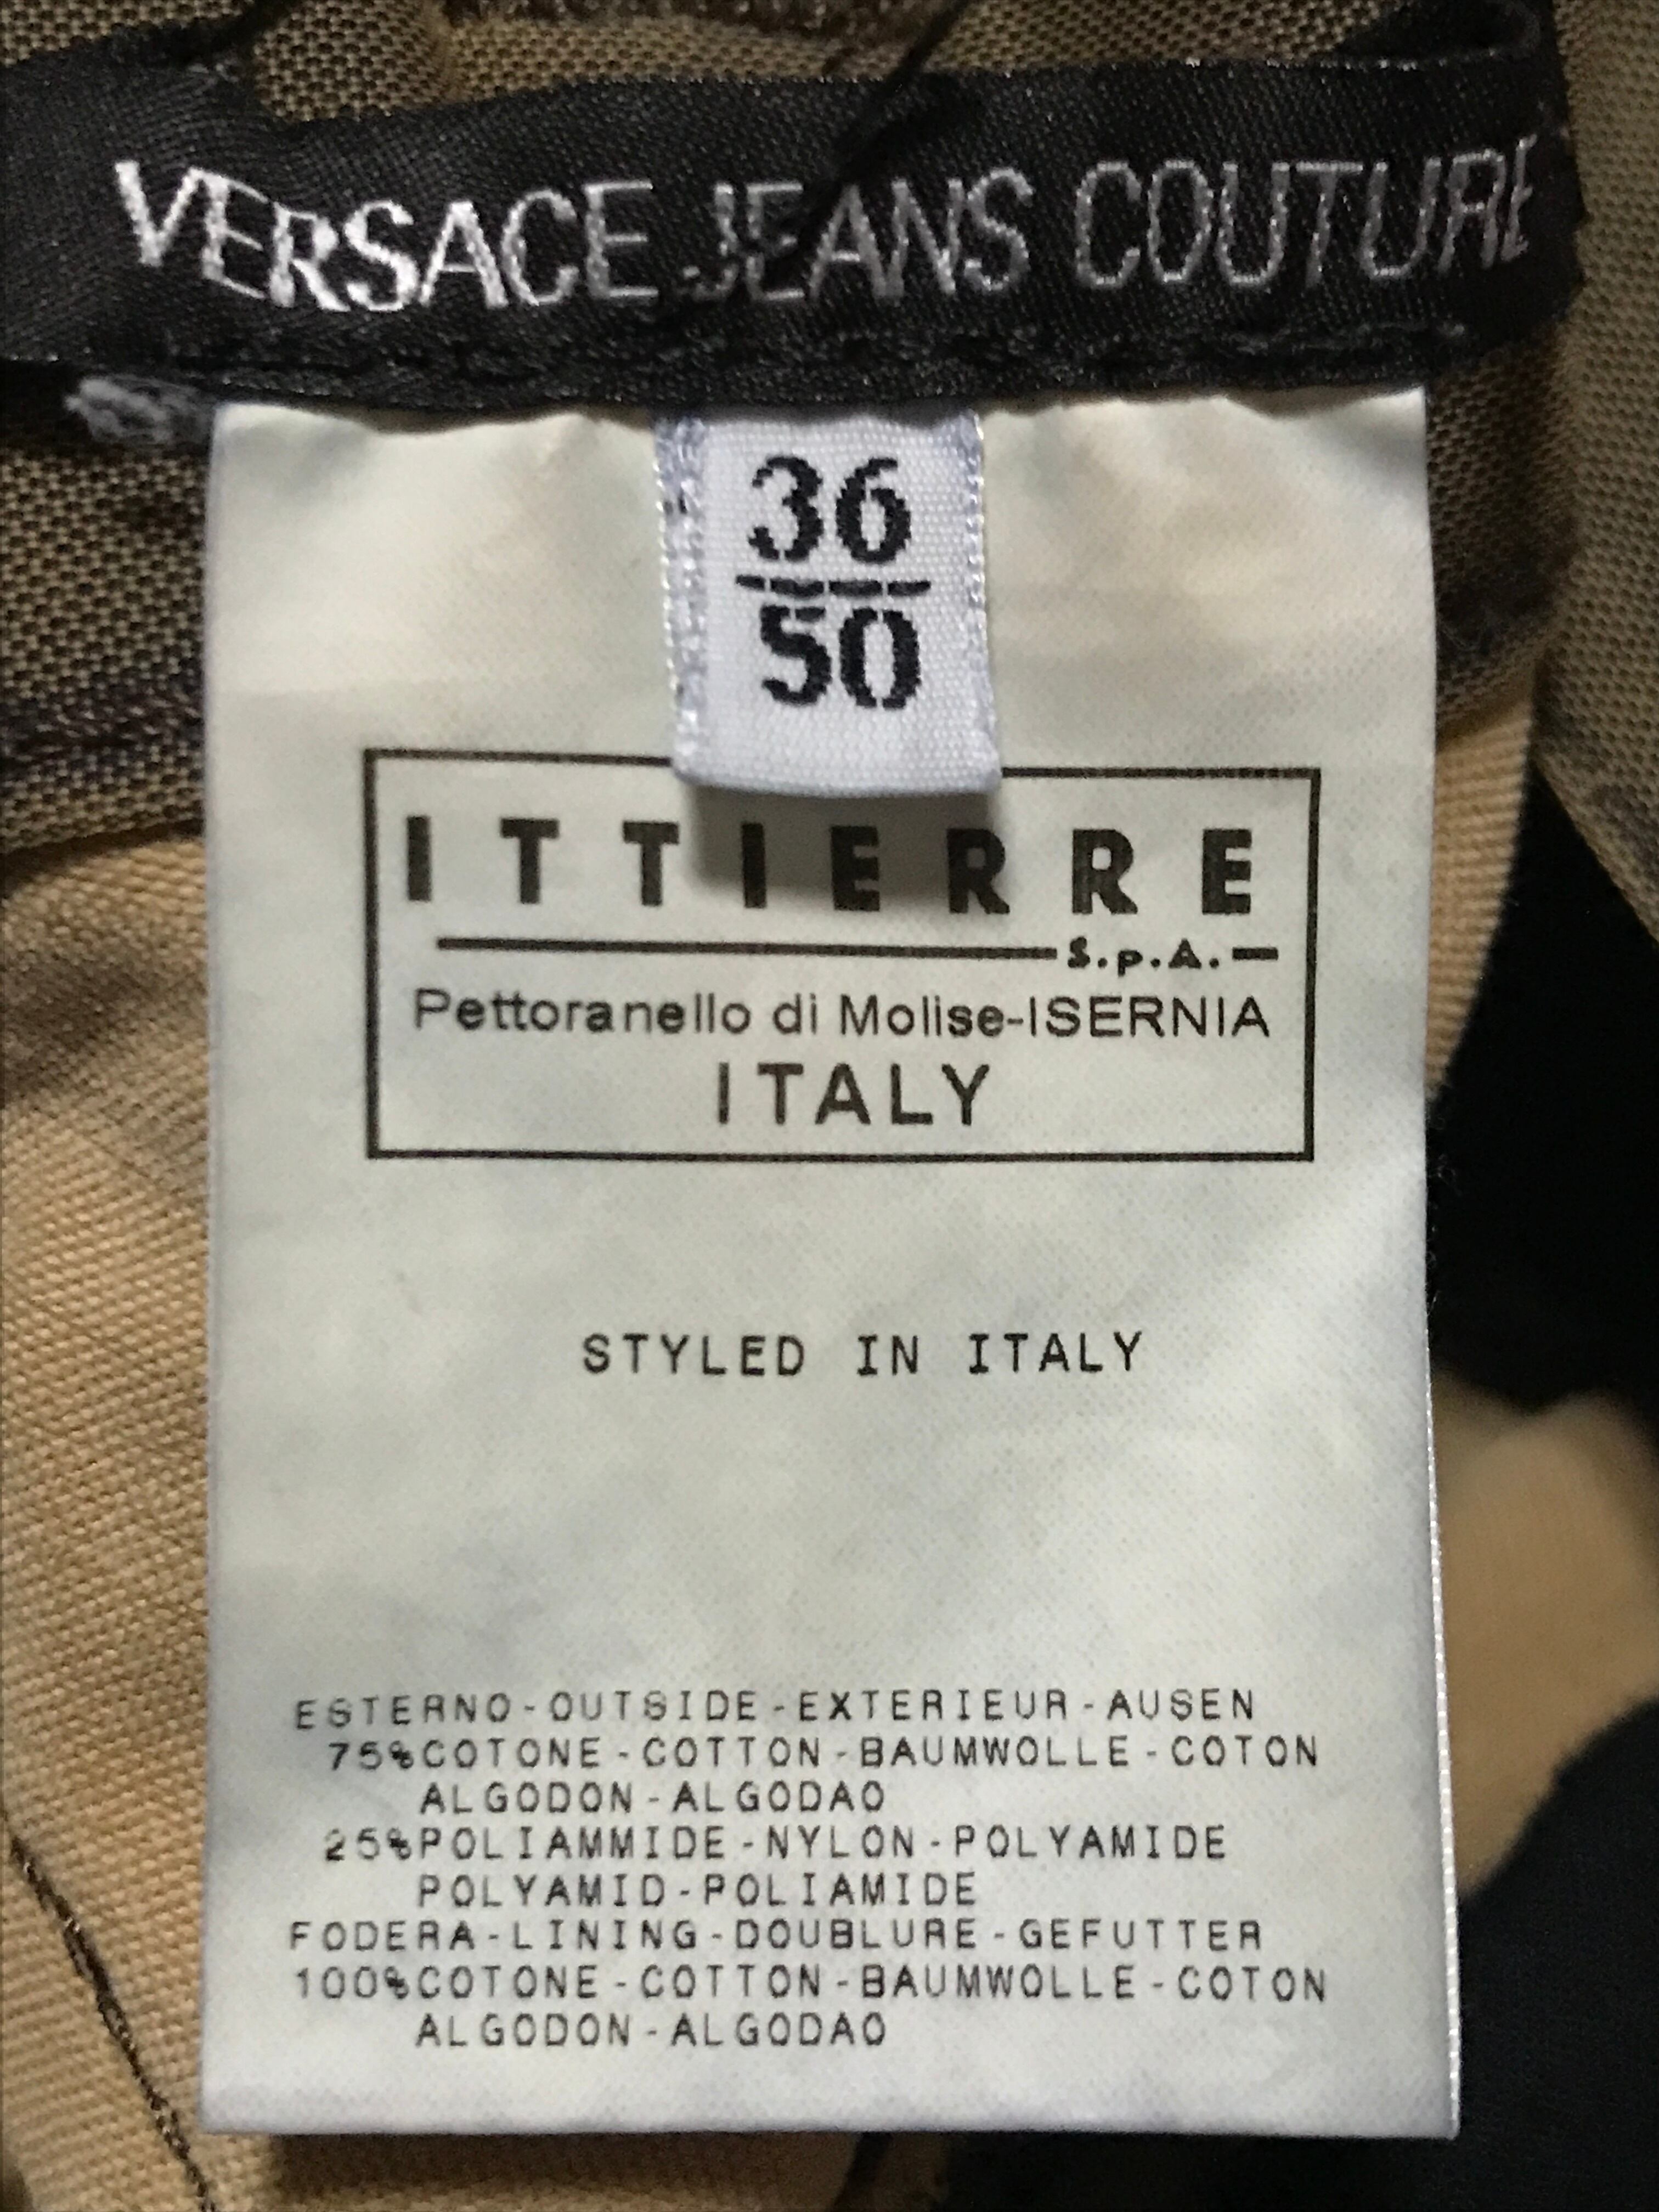 VERSACE JEANS COUTURE
36
50
ITTIERRE
S.p.A.
Pettoranello di Molise-ISERNIA
ITALY
STYLED IN ITALY
ESTERNO-OUTSIDE-EXTERIEUR-AUSEN
75%COTONE-COTTON-BAUMWOLLE-COTON
ALGODON-ALGODAO
25%POLIAMMIDE-NYLON-POLYAMIDE
POLYAMID-POLIAMIDE
FODERA-LINING-DOUBLURE-GEFUTTER
100%COTONE-COTTON-BAUMWOLLE-COTON
ALGODON-ALGODAO